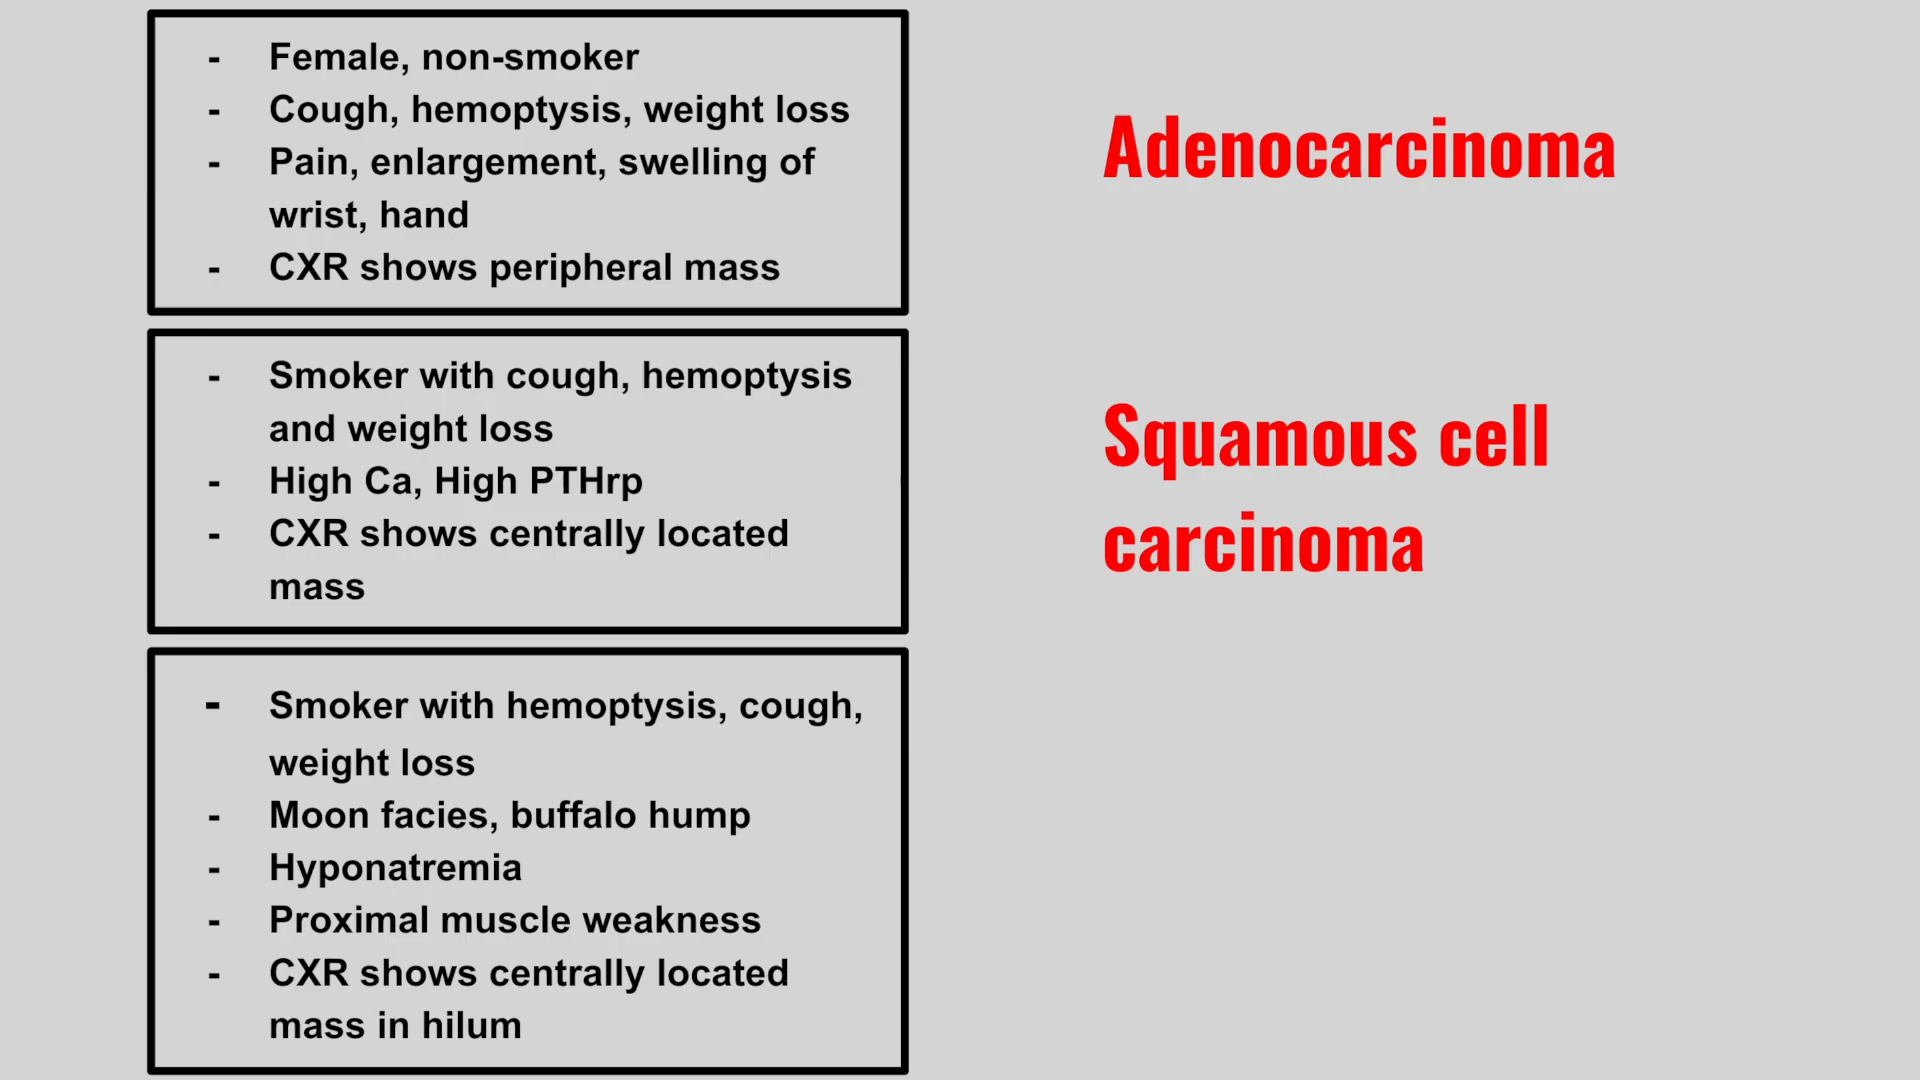 - Female, non-smoker
- Cough, hemoptysis, weight loss
- Pain, enlargement, swelling of
wrist, hand
- CXR shows peripheral mass
Adenocarcinoma
- Smoker with cough, hemoptysis
and weight loss
- High Ca, High PTHrp
- CXR shows centrally located
mass
Squamous cell
carcinoma
- Smoker with hemoptysis, cough,
weight loss
- Moon facies, buffalo hump
- Hyponatremia
- Proximal muscle weakness
- CXR shows centrally located
mass in hilum